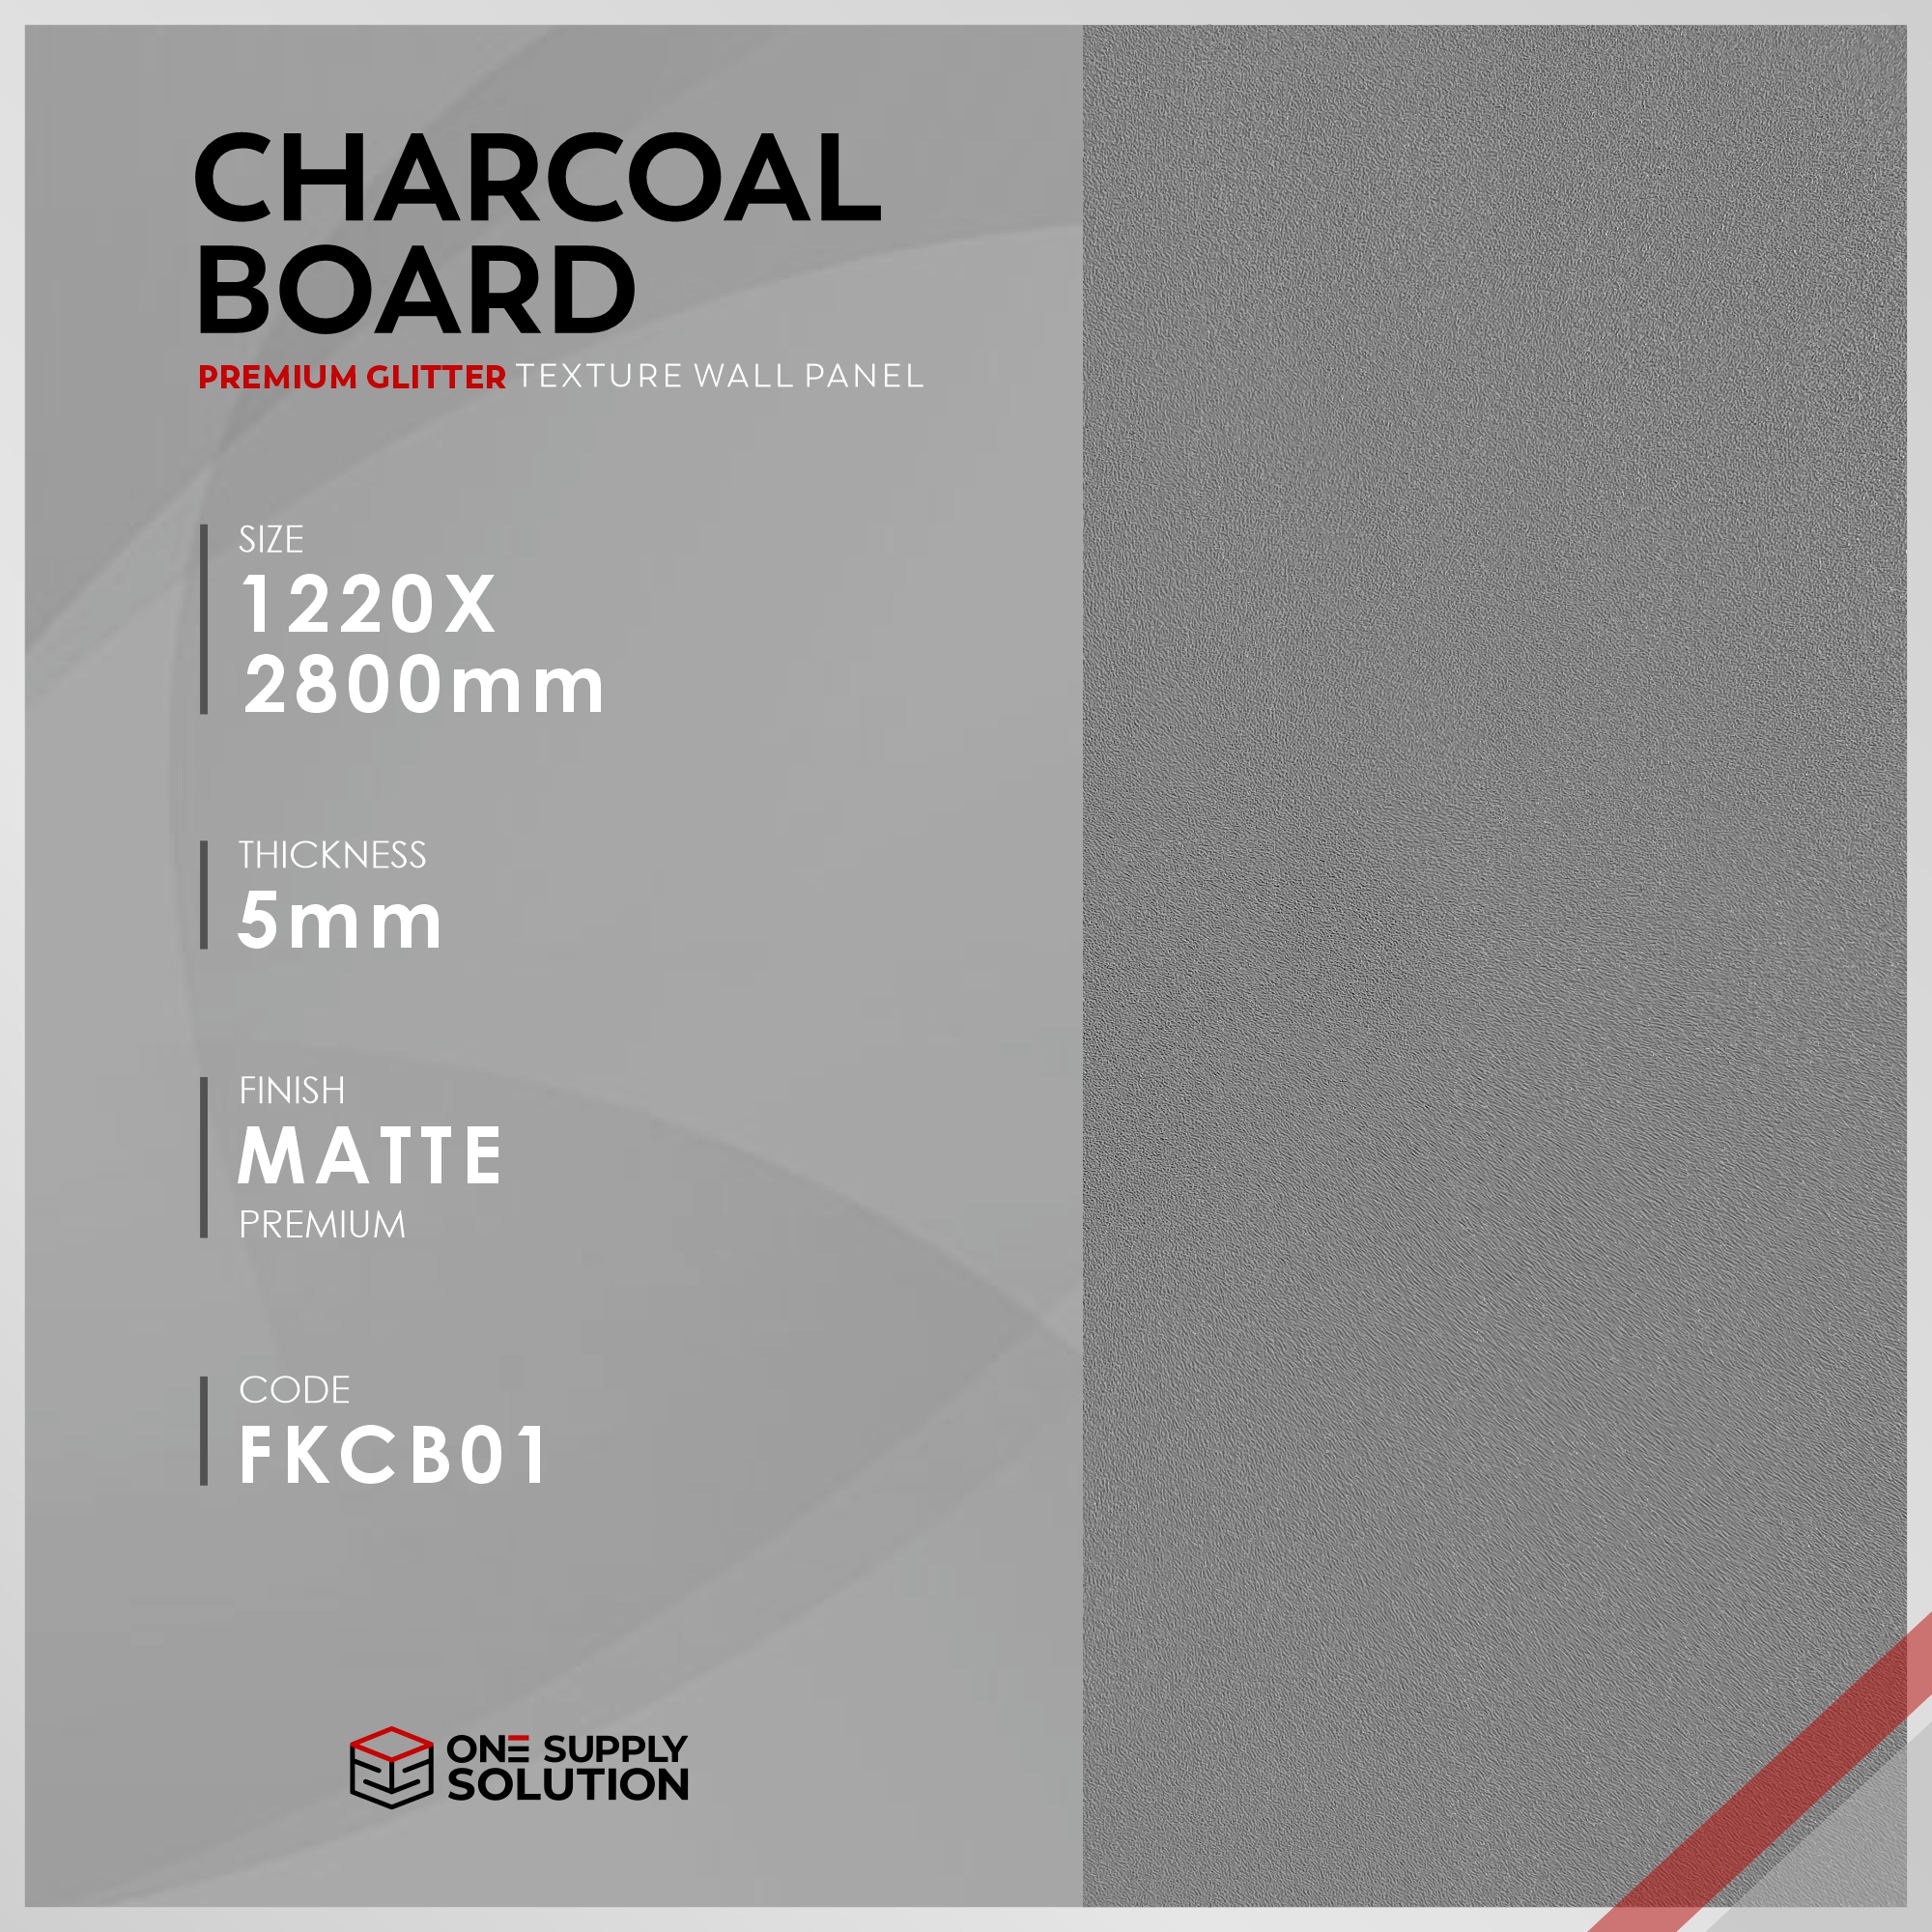 CHARCOAL
BOARD
PREMIUM GLITTER TEXTURE WALL PANEL
SIZE
1220X
2800mm
THICKNESS
5mm
FINISH
MATTE
PREMIUM
CODE
FKCB01
ONE SUPPLY
SOLUTION